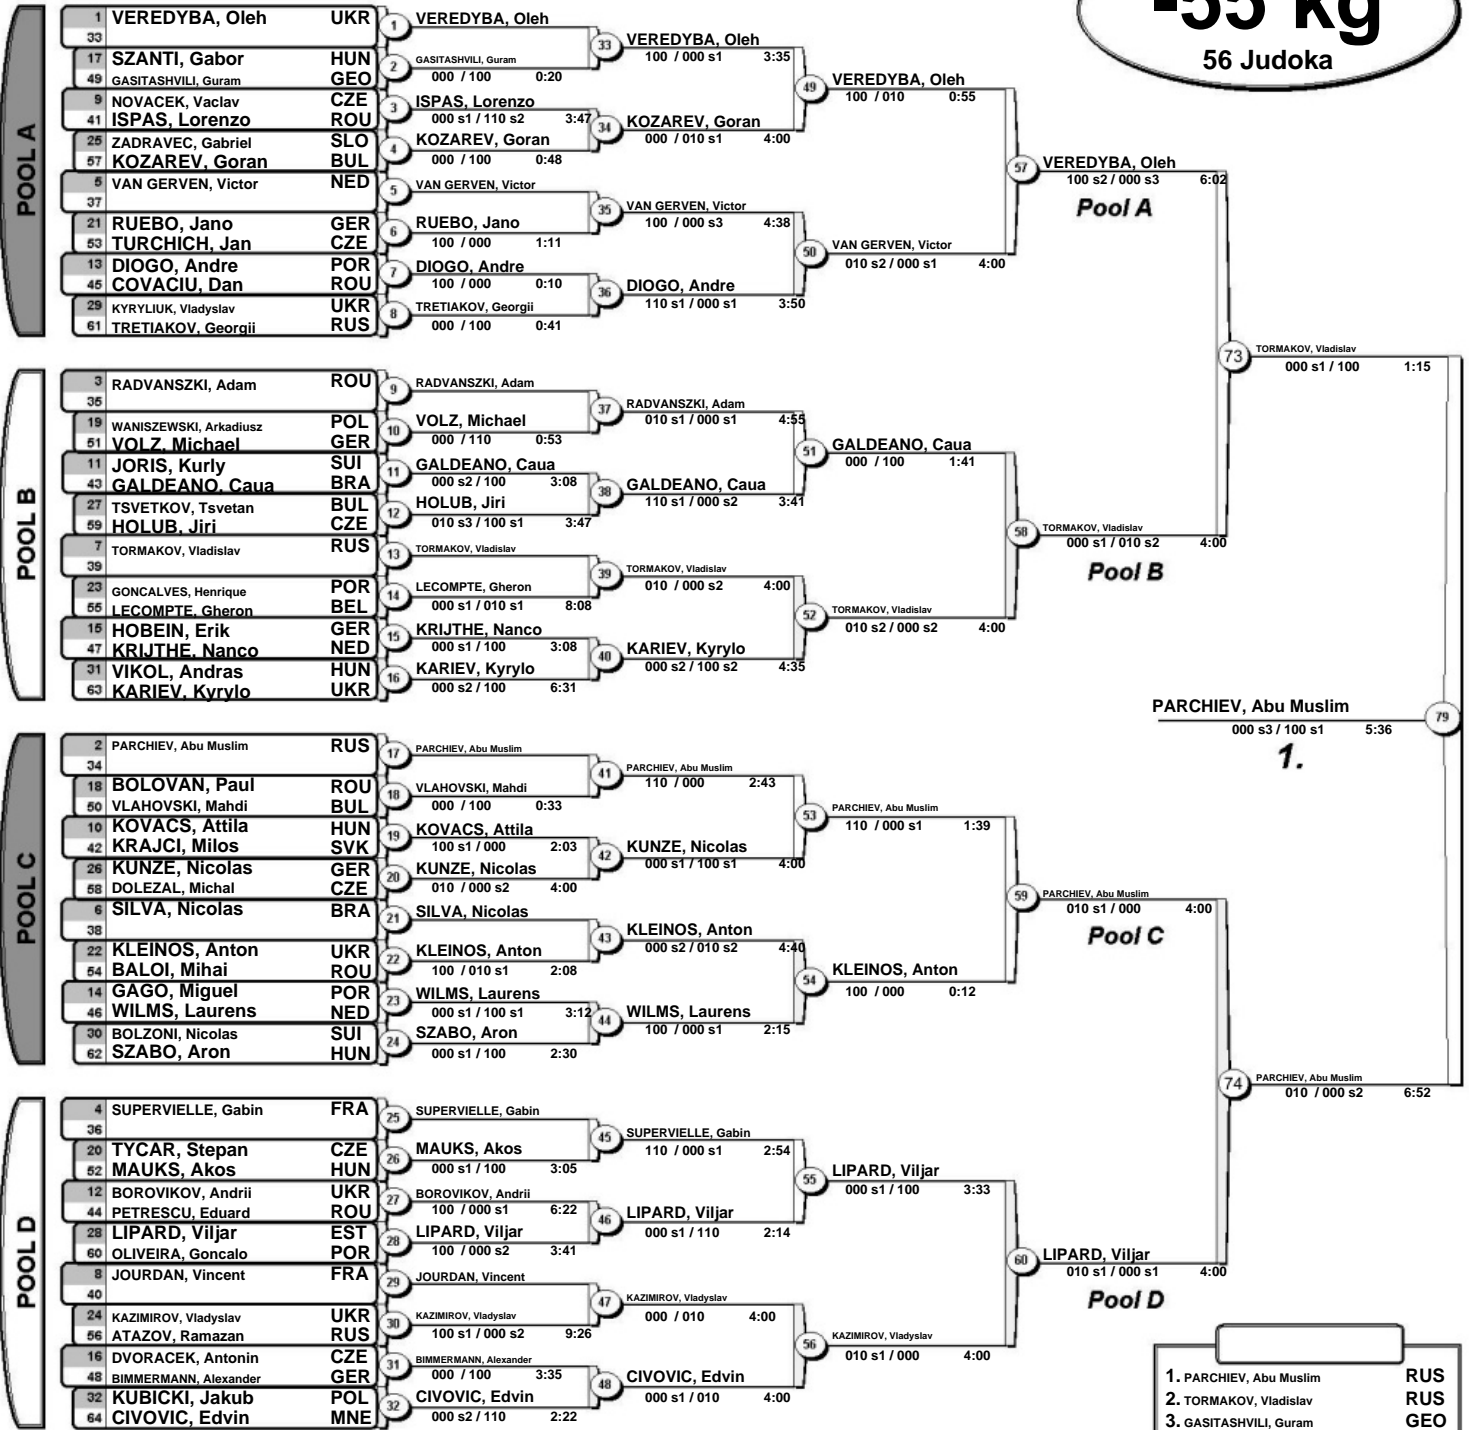 -55 kg
56 Judoka
POOL A
1 VEREDYBA, Oleh UKR
33
17 SZANTI, Gabor HUN
49 GASITASHVILI, Guram GEO
9 NOVACEK, Vaclav CZE
41 ISPAS, Lorenzo ROU
25 ZADRAVEC, Gabriel SLO
57 KOZAREV, Goran BUL
5 VAN GERVEN, Victor NED
37
21 RUEBO, Jano GER
53 TURCHICH, Jan CZE
13 DIOGO, Andre POR
45 COVACIU, Dan ROU
29 KYRYLIUK, Vladyslav UKR
61 TRETIAKOV, Georgii RUS
1 VEREDYBA, Oleh
2 GASITASHVILI, Guram
000 / 100 0:20
3 ISPAS, Lorenzo
000 s1 / 110 s2 3:47
4 KOZAREV, Goran
000 / 100 0:48
5 VAN GERVEN, Victor
6 RUEBO, Jano
100 / 000 1:11
7 DIOGO, Andre
100 / 000 0:10
8 TRETIAKOV, Georgii
000 / 100 0:41
33 VEREDYBA, Oleh
100 / 000 s1 3:35
34 KOZAREV, Goran
000 / 010 s1 4:00
35 VAN GERVEN, Victor
100 / 000 s3 4:38
36 DIOGO, Andre
110 s1 / 000 s1 3:50
49 VEREDYBA, Oleh
100 / 010 0:55
50 VAN GERVEN, Victor
010 s2 / 000 s1 4:00
57 VEREDYBA, Oleh
100 s2 / 000 s3 6:02
Pool A
POOL B
3 RADVANSZKI, Adam ROU
35
19 WANISZEWSKI, Arkadiusz POL
51 VOLZ, Michael GER
11 JORIS, Kurly SUI
43 GALDEANO, Caua BRA
27 TSVETKOV, Tsvetan BUL
59 HOLUB, Jiri CZE
7 TORMAKOV, Vladislav RUS
39
23 GONCALVES, Henrique POR
55 LECOMPTE, Gheron BEL
15 HOBEIN, Erik GER
47 KRIJTHE, Nanco NED
31 VIKOL, Andras HUN
63 KARIEV, Kyrylo UKR
9 RADVANSZKI, Adam
10 VOLZ, Michael
000 / 110 0:53
11 GALDEANO, Caua
000 s2 / 100 3:08
12 HOLUB, Jiri
010 s3 / 100 s1 3:47
13 TORMAKOV, Vladislav
14 LECOMPTE, Gheron
000 s1 / 010 s1 8:08
15 KRIJTHE, Nanco
000 s1 / 100 3:08
16 KARIEV, Kyrylo
000 s2 / 100 6:31
37 RADVANSZKI, Adam
010 s1 / 000 s1 4:55
38 GALDEANO, Caua
110 s1 / 000 s2 3:41
39 TORMAKOV, Vladislav
010 / 000 s2 4:00
40 KARIEV, Kyrylo
000 s2 / 100 s2 4:35
51 GALDEANO, Caua
000 / 100 1:41
52 TORMAKOV, Vladislav
010 s2 / 000 s2 4:00
58 TORMAKOV, Vladislav
000 s1 / 010 s2 4:00
Pool B
73 TORMAKOV, Vladislav
000 s1 / 100 1:15
PARCHIEV, Abu Muslim 79
000 s3 / 100 s1 5:36
1.
POOL C
2 PARCHIEV, Abu Muslim RUS
34
18 BOLOVAN, Paul ROU
50 VLAHOVSKI, Mahdi BUL
10 KOVACS, Attila HUN
42 KRAJCI, Milos SVK
26 KUNZE, Nicolas GER
58 DOLEZAL, Michal CZE
6 SILVA, Nicolas BRA
38
22 KLEINOS, Anton UKR
54 BALOI, Mihai ROU
14 GAGO, Miguel POR
46 WILMS, Laurens NED
30 BOLZONI, Nicolas SUI
62 SZABO, Aron HUN
17 PARCHIEV, Abu Muslim
18 VLAHOVSKI, Mahdi
000 / 100 0:33
19 KOVACS, Attila
100 s1 / 000 2:03
20 KUNZE, Nicolas
010 / 000 s2 4:00
21 SILVA, Nicolas
22 KLEINOS, Anton
100 / 010 s1 2:08
23 WILMS, Laurens
000 s1 / 100 s1 3:12
24 SZABO, Aron
000 s1 / 100 2:30
41 PARCHIEV, Abu Muslim
110 / 000 2:43
42 KUNZE, Nicolas
000 s1 / 100 s1 4:00
43 KLEINOS, Anton
000 s2 / 010 s2 4:40
44 WILMS, Laurens
100 / 000 s1 2:15
53 PARCHIEV, Abu Muslim
110 / 000 s1 1:39
54 KLEINOS, Anton
100 / 000 0:12
59 PARCHIEV, Abu Muslim
010 s1 / 000 4:00
Pool C
POOL D
4 SUPERVIELLE, Gabin FRA
36
20 TYCAR, Stepan CZE
52 MAUKS, Akos HUN
12 BOROVIKOV, Andrii UKR
44 PETRESCU, Eduard ROU
28 LIPARD, Viljar EST
60 OLIVEIRA, Goncalo POR
8 JOURDAN, Vincent FRA
40
24 KAZIMIROV, Vladyslav UKR
56 ATAZOV, Ramazan RUS
16 DVORACEK, Antonin CZE
48 BIMMERMANN, Alexander GER
32 KUBICKI, Jakub POL
64 CIVOVIC, Edvin MNE
25 SUPERVIELLE, Gabin
26 MAUKS, Akos
000 s1 / 100 3:05
27 BOROVIKOV, Andrii
100 / 000 s1 6:22
28 LIPARD, Viljar
100 / 000 s2 3:41
29 JOURDAN, Vincent
30 KAZIMIROV, Vladyslav
100 s1 / 000 s2 9:26
31 BIMMERMANN, Alexander
000 / 100 3:35
32 CIVOVIC, Edvin
000 s2 / 110 2:22
45 SUPERVIELLE, Gabin
110 / 000 s1 2:54
46 LIPARD, Viljar
000 s1 / 110 2:14
47 KAZIMIROV, Vladyslav
000 / 010 4:00
48 CIVOVIC, Edvin
000 s1 / 010 4:00
55 LIPARD, Viljar
000 s1 / 100 3:33
56 KAZIMIROV, Vladyslav
010 s1 / 000 4:00
60 LIPARD, Viljar
010 s1 / 000 s1 4:00
Pool D
74 PARCHIEV, Abu Muslim
010 / 000 s2 6:52
1. PARCHIEV, Abu Muslim RUS
2. TORMAKOV, Vladislav RUS
3. GASITASHVILI, Guram GEO